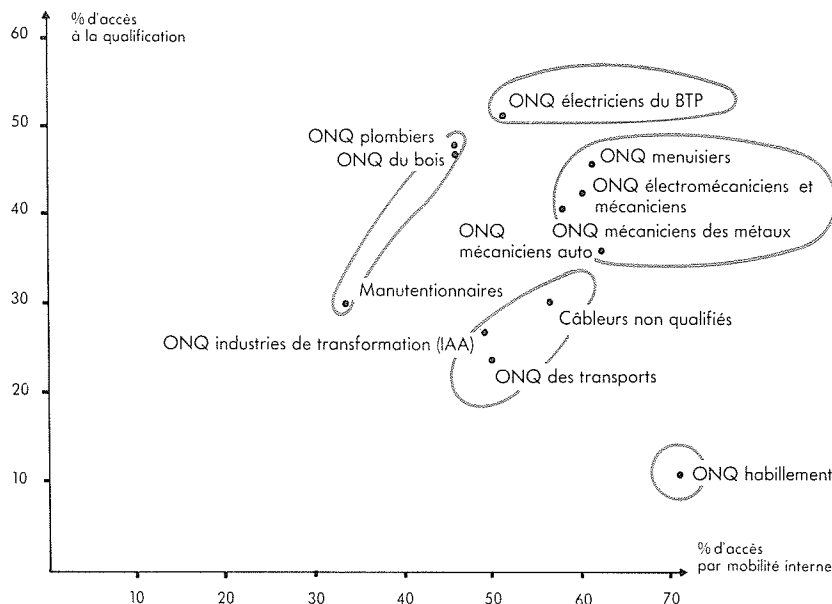 % d'accès
à la qualification
60
50
40
30
20
10
ONQ électriciens du BTP
ONQ plombiers
ONQ du bois
ONQ menuisiers
ONQ électromécaniciens et
mécaniciens
ONQ
mécaniciens auto
ONQ mécaniciens des métaux
Manutentionnaires
Câbleurs non qualifiés
ONQ industries de transformation (IAA)
ONQ des transports
ONQ habillement
% d'accès
par mobilité interne
10
20
30
40
50
60
70